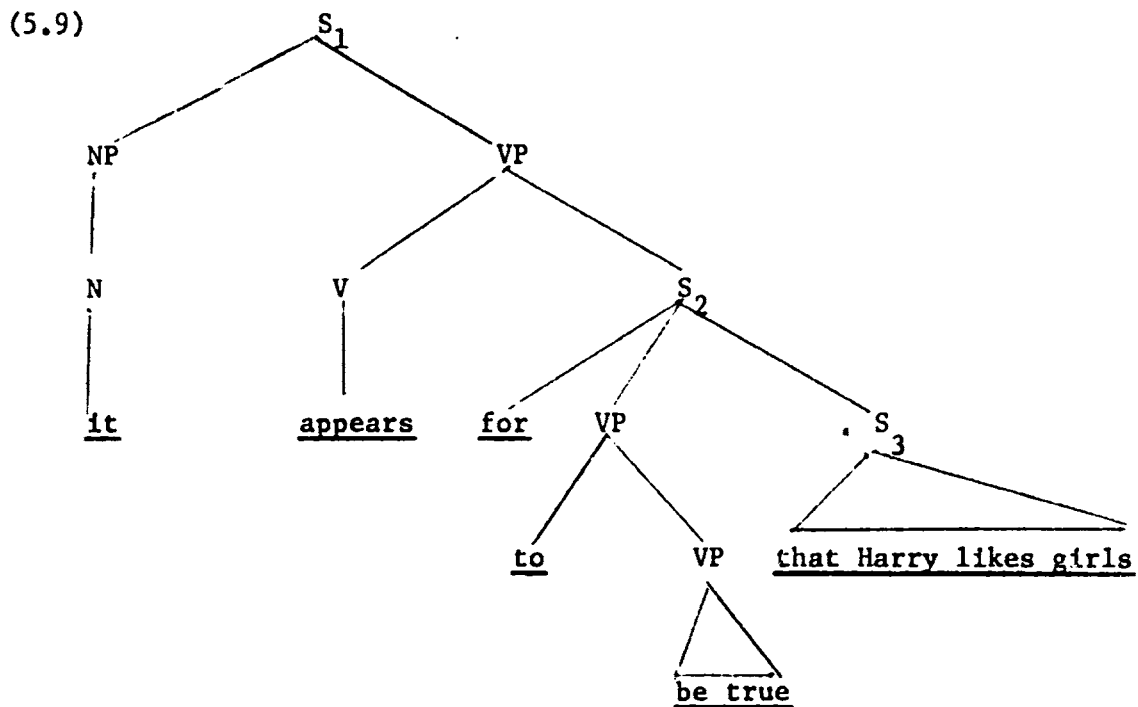 (5.9)
S1
NP VP
N V S2
it appears for VP S3
to VP that Harry likes girls
be true